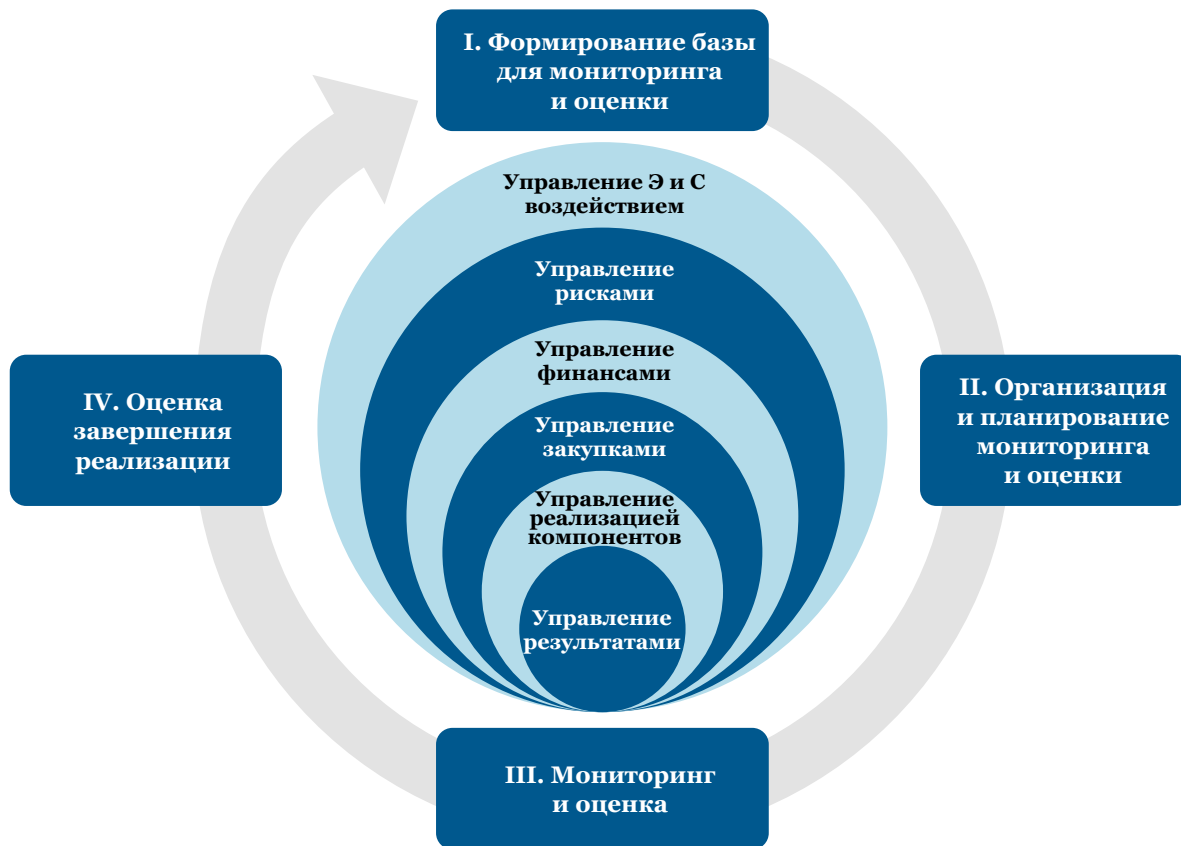 I. Формирование базы
для мониторинга
и оценки
Управление Э и С
воздействием
Управление
рисками
Управление
финансами
Управление
закупками
Управление
реализацией
компонентов
Управление
результатами
II. Организация
и планирование
мониторинга
и оценки
III. Мониторинг
и оценка
IV. Оценка
завершения
реализации